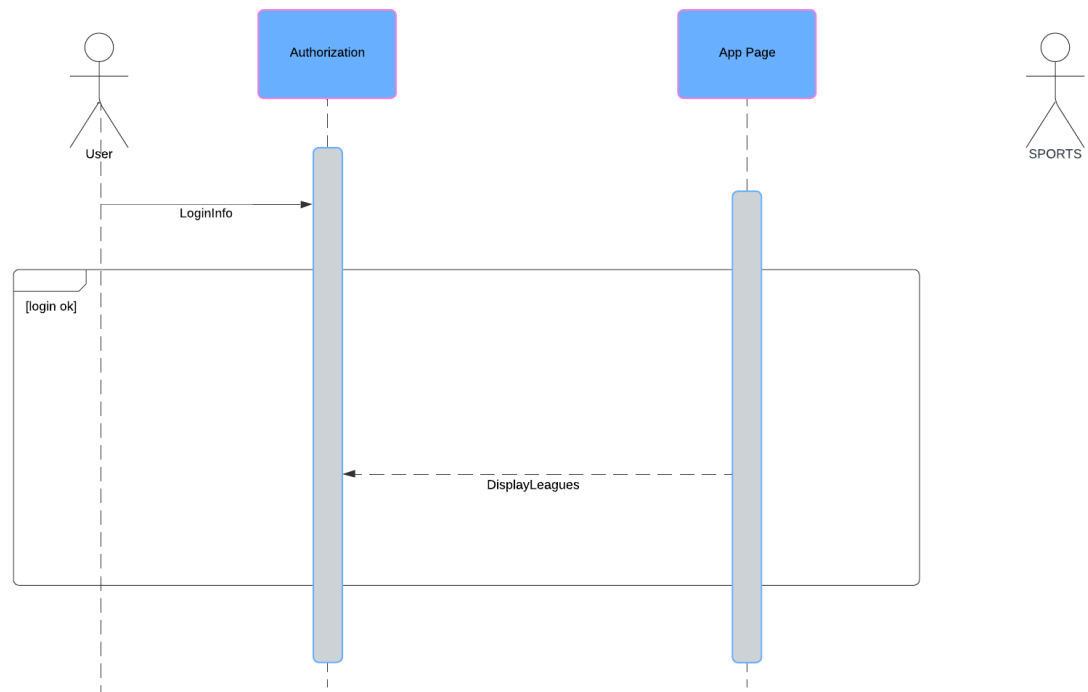 Authorization
App Page
User
SPORTS
LoginInfo
[login ok]
DisplayLeagues